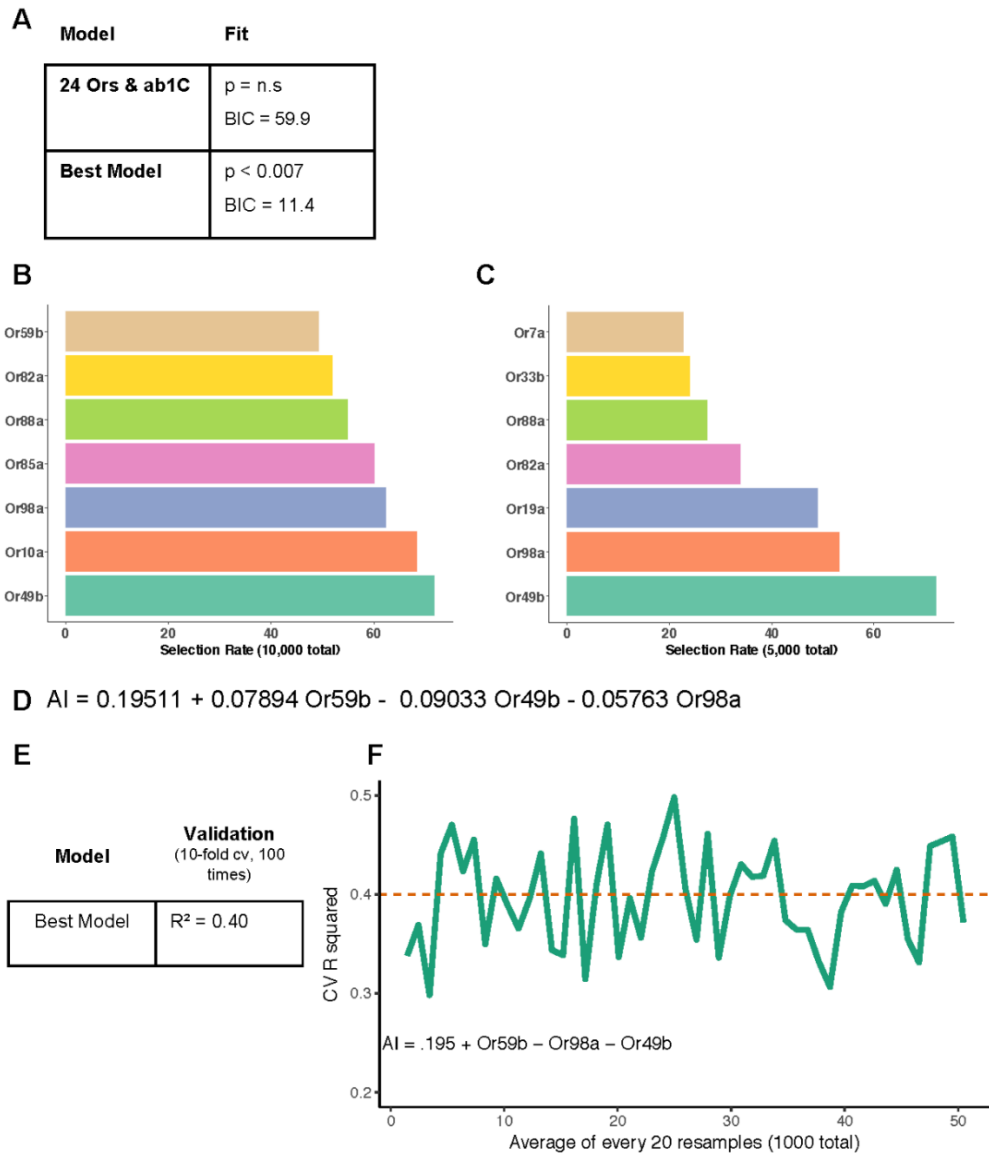 A
Model Fit
24 Ors & ab1C p = n.s
BIC = 59.9
Best Model p < 0.007
BIC = 11.4
B
Or59b
Or82a
Or88a
Or85a
Or98a
Or10a
Or49b
0 20 40 60
Selection Rate (10,000 total)
C
Or7a
Or33b
Or88a
Or82a
Or19a
Or98a
Or49b
0 20 40 60
Selection Rate (5,000 total)
D AI = 0.19511 + 0.07894 Or59b - 0.09033 Or49b - 0.05763 Or98a
E
Model
Validation
(10-fold cv, 100
times)
Best Model R² = 0.40
F
CV R squared
0.5
0.4
0.3
0.2
AI = .195 + Or59b − Or98a − Or49b
0 10 20 30 40 50
Average of every 20 resamples (1000 total)